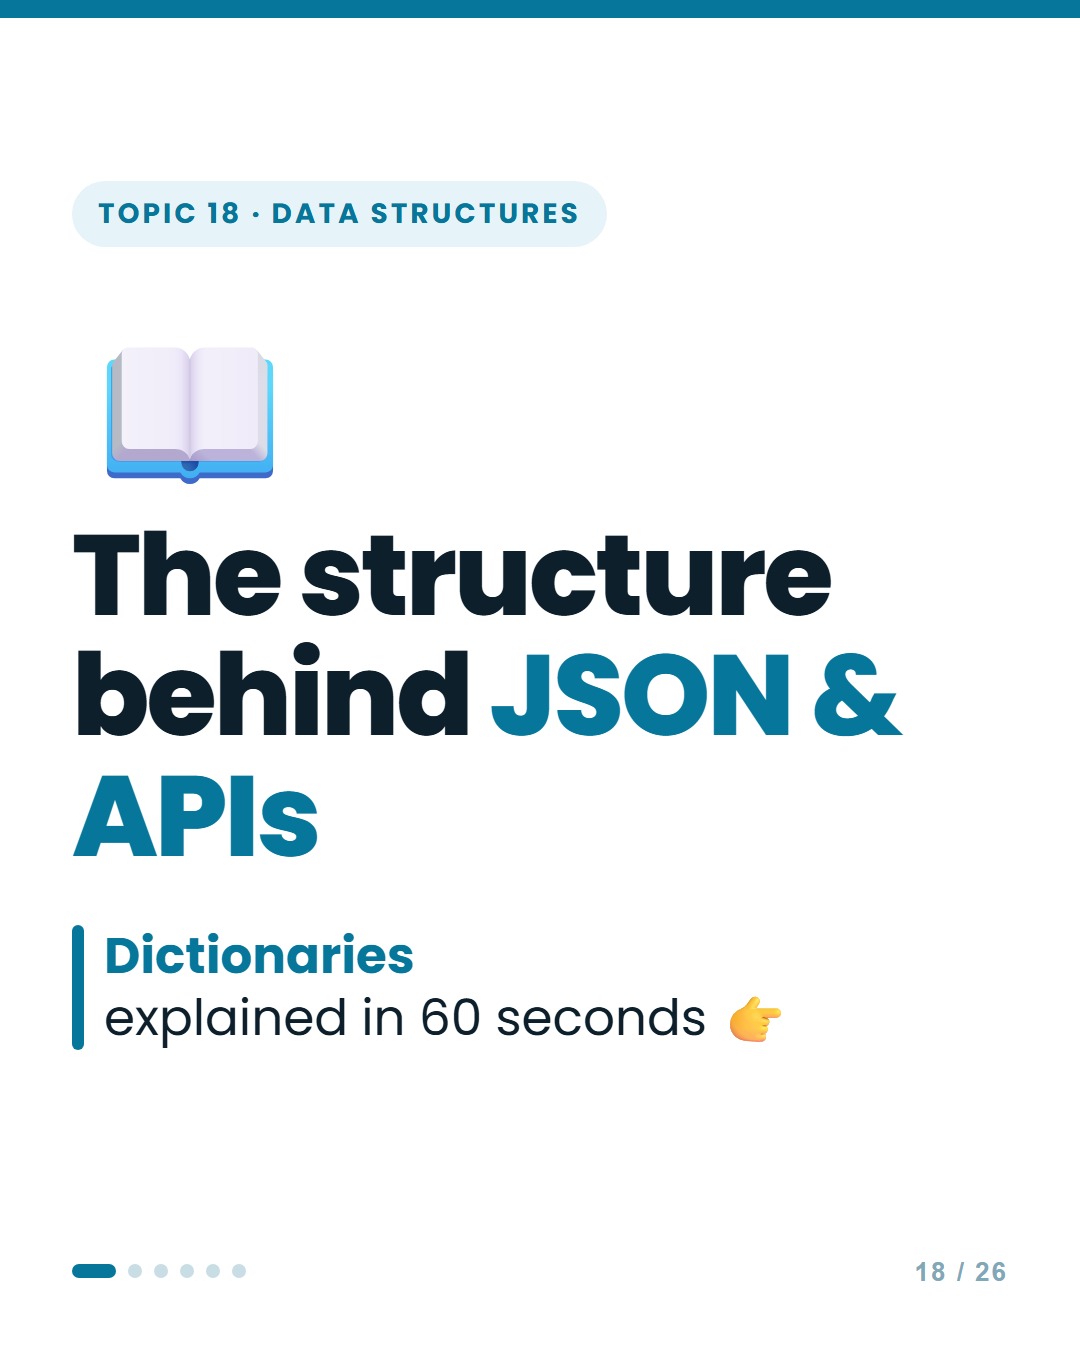 TOPIC 18 · DATA STRUCTURES
The structure
behind JSON &
APIs
Dictionaries
explained in 60 seconds 👉
18 / 26